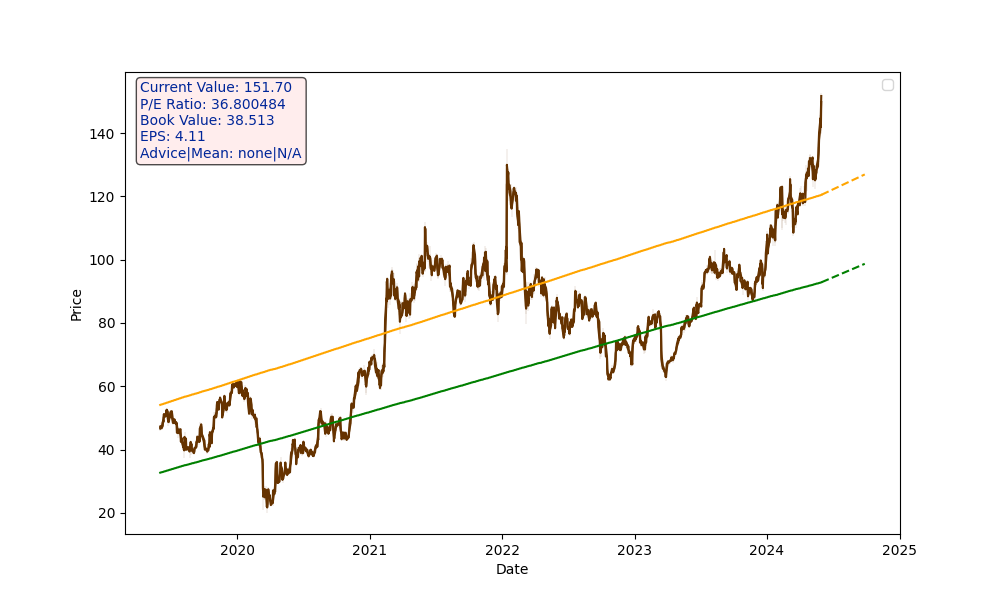 Current Value: 151.70
P/E Ratio: 36.800484
Book Value: 38.513
EPS: 4.11
Advice|Mean: none|N/A
140
120
100
80
60
40
20
Price
2020 2021 2022 2023 2024 2025
Date